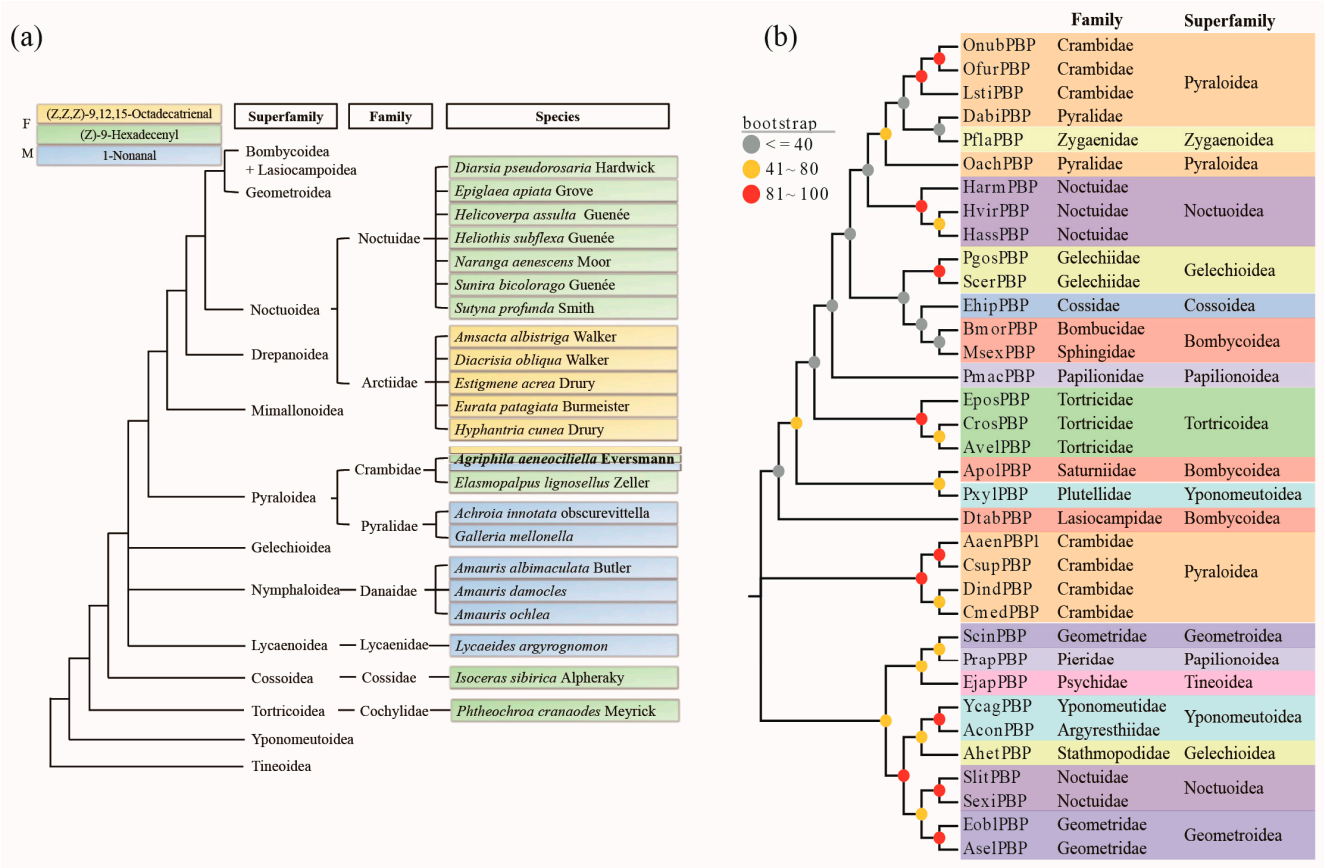 (a)
F
(Z,Z,Z)-9,12,15-Octadecatrienal
(Z)-9-Hexadecenyl
M
1-Nonanal
Superfamily
Family
Species
Bombycoidea
+ Lasiocampoidea
Geometroidea
Noctuoidea
Drepanoidea
Mimallonoidea
Pyraloidea
Gelechioidea
Nymphaloidea
Lycaenoidea
Cossoidea
Tortricoidea
Yponomeutoidea
Tineoidea
Noctuidae
Arctiidae
Crambidae
Pyralidae
Danaidae
Lycaenidae
Cossidae
Cochylidae
Diarsia pseudorosaria Hardwick
Epiglaea apiata Grove
Helicoverpa assulta Guenée
Heliothis subflexa Guenée
Naranga aenescens Moor
Sunira bicolorago Guenée
Sutyna profunda Smith
Amsacta albistriga Walker
Diacrisia obliqua Walker
Estigmene acrea Drury
Eurata patagiata Burmeister
Hyphantria cunea Drury
Agriphila aeneociliella Eversmann
Elasmopalpus lignosellus Zeller
Achroia innotata obscurevittella
Galleria mellonella
Amauris albimaculata Butler
Amauris damocles
Amauris ochlea
Lycaeides argyrognomon
Isoceras sibirica Alpheraky
Phtheochroa cranaodes Meyrick
(b)
bootstrap
<= 40
41~ 80
81~ 100
Family Superfamily
OnubPBP Crambidae
OfurPBP Crambidae
LstiPBP Crambidae
DabiPBP Pyralidae
Pyraloidea
PflaPBP Zygaenidae Zygaenoidea
OachPBP Pyralidae Pyraloidea
HarmPBP Noctuidae
HvirPBP Noctuidae Noctuoidea
HassPBP Noctuidae
PgosPBP Gelechiidae
ScerPBP Gelechiidae
Gelechioidea
EhipPBP Cossidae Cossoidea
BmorPBP Bombucidae
MsexPBP Sphingidae
Bombycoidea
PmacPBP Papilionidae Papilionoidea
EposPBP Tortricidae
CrosPBP Tortricidae Tortricoidea
AvelPBP Tortricidae
ApolPBP Saturniidae Bombycoidea
PxylPBP Plutellidae Yponomeutoidea
DtabPBP Lasiocampidae Bombycoidea
AaenPBP1 Crambidae
CsupPBP Crambidae
DindPBP Crambidae
CmedPBP Crambidae
Pyraloidea
ScinPBP Geometridae Geometroidea
PrapPBP Pieridae Papilionoidea
EjapPBP Psychidae Tineoidea
YcagPBP Yponomeutidae
AconPBP Argyresthiidae
Yponomeutoidea
AhetPBP Stathmopodidae Gelechioidea
SlitPBP Noctuidae
SexiPBP Noctuidae
Noctuoidea
EoblPBP Geometridae
AselPBP Geometridae
Geometroidea